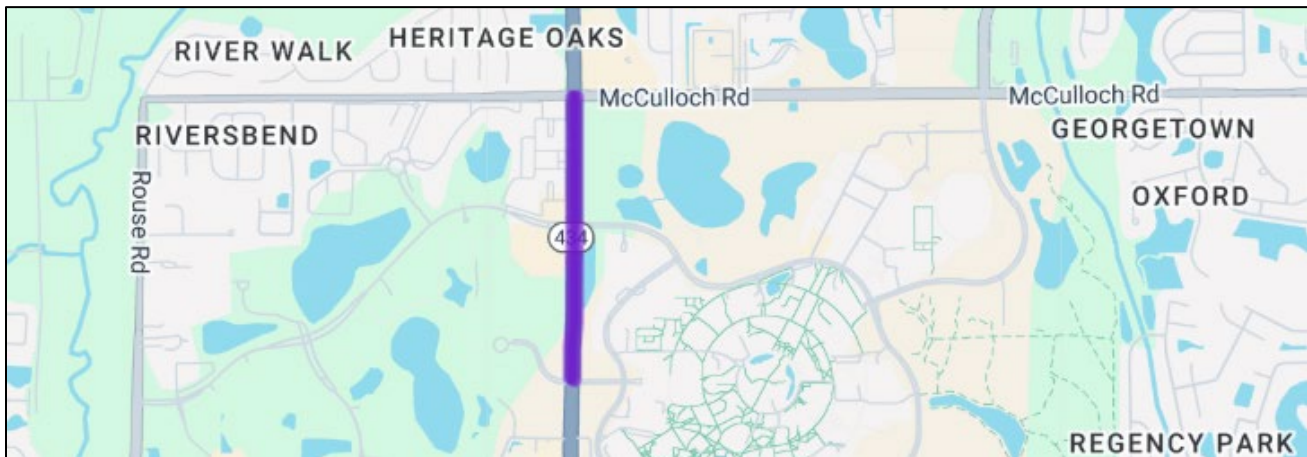 RIVER WALK
HERITAGE OAKS
McCulloch Rd
McCulloch Rd
RIVERSBEND
GEORGETOWN
Rouse Rd
OXFORD
434
REGENCY PARK